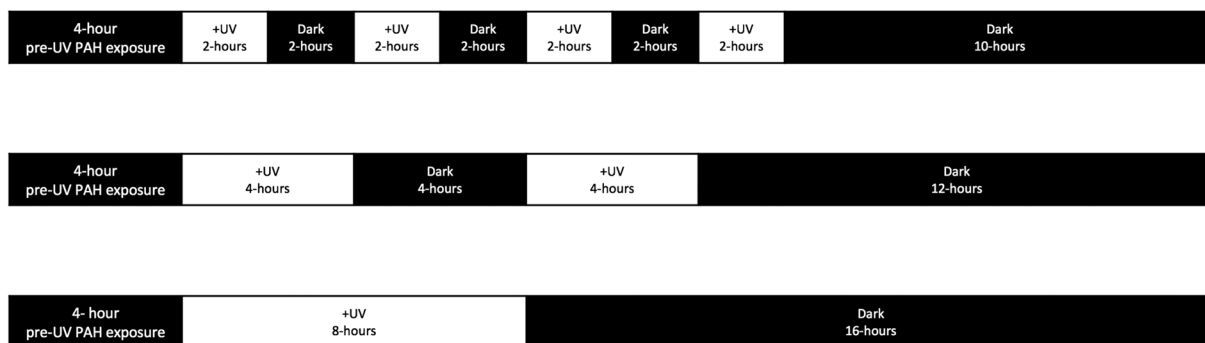 4-hour
pre-UV PAH exposure
+UV
2-hours
Dark
2-hours
+UV
2-hours
Dark
2-hours
+UV
2-hours
Dark
2-hours
+UV
2-hours
Dark
10-hours
4-hour
pre-UV PAH exposure
+UV
4-hours
Dark
4-hours
+UV
4-hours
Dark
12-hours
4- hour
pre-UV PAH exposure
+UV
8-hours
Dark
16-hours